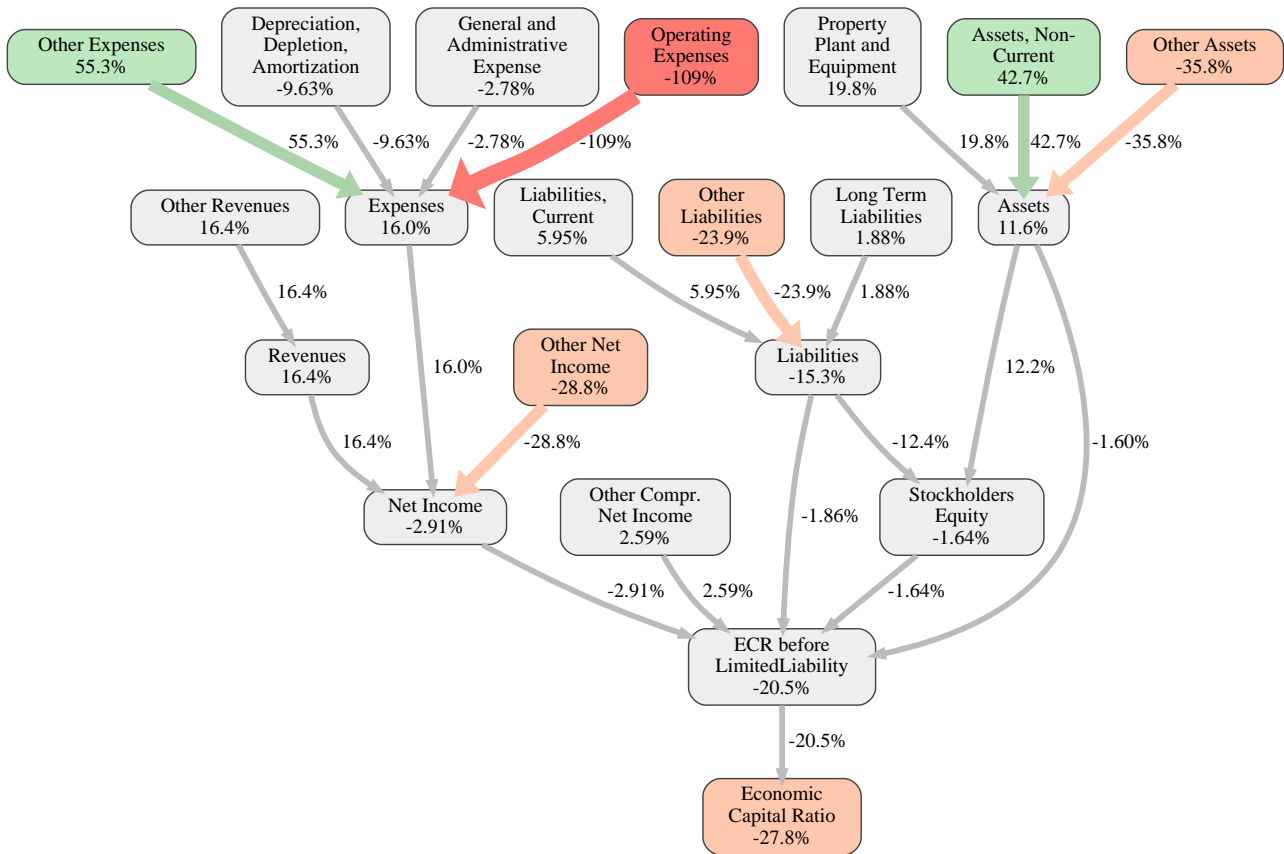 Other Expenses
55.3%
Depreciation,
Depletion,
Amortization
-9.63%
General and
Administrative
Expense
-2.78%
Operating
Expenses
-109%
Property
Plant and
Equipment
19.8%
Assets, Non-
Current
42.7%
Other Assets
-35.8%
55.3%
-9.63%
-2.78%
-109%
19.8%
42.7%
-35.8%
Other Revenues
16.4%
Expenses
16.0%
Liabilities,
Current
5.95%
Other
Liabilities
-23.9%
Long Term
Liabilities
1.88%
Assets
11.6%
16.4%
5.95%
-23.9%
1.88%
Revenues
16.4%
16.0%
Other Net
Income
-28.8%
Liabilities
-15.3%
12.2%
16.4%
-28.8%
-12.4%
-1.60%
Net Income
-2.91%
Other Compr.
Net Income
2.59%
-1.86%
Stockholders
Equity
-1.64%
-2.91%
2.59%
-1.64%
ECR before
LimitedLiability
-20.5%
-20.5%
Economic
Capital Ratio
-27.8%